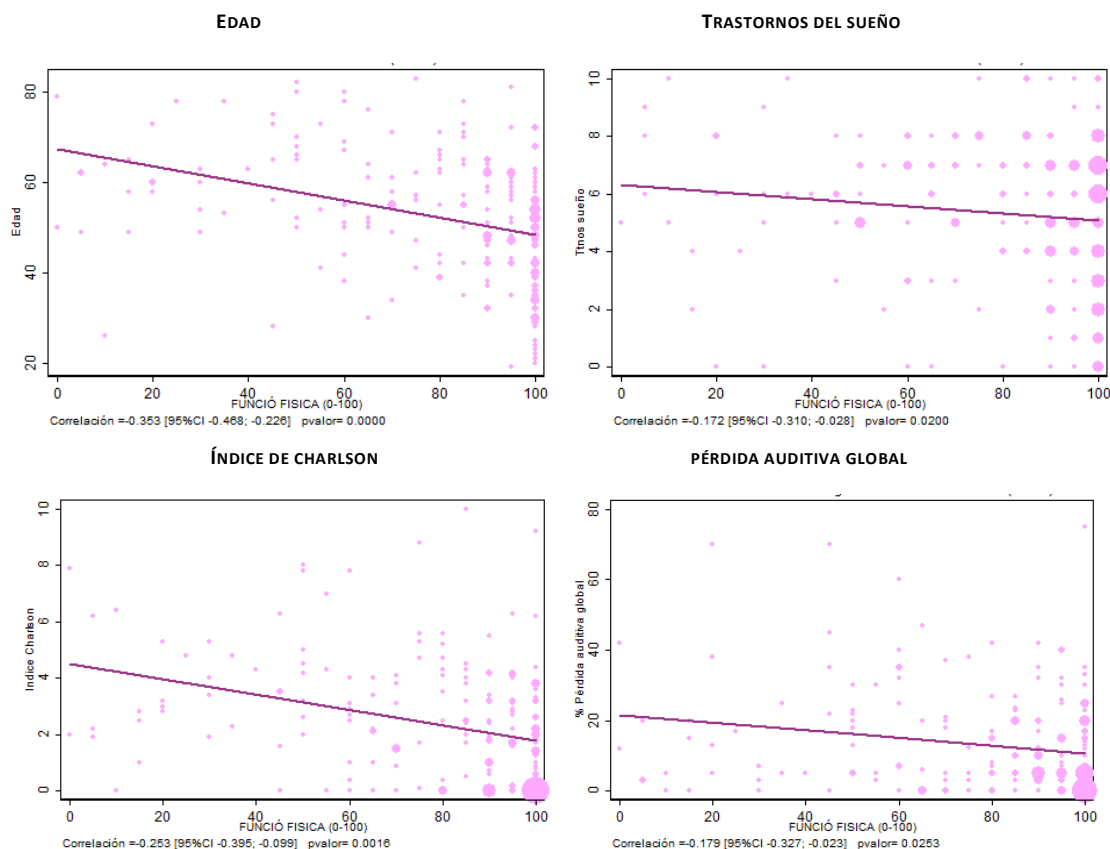 EDAD
Edad
80
60
40
20
0 20 40 60 80 100
FUNCIÓ FISICA (0-100)
Correlación =-0.353 [95%CI -0.468; -0.226] pvalor= 0.0000
TRASTORNOS DEL SUEÑO
Ttnos sueño
10
8
6
4
2
0
0 20 40 60 80 100
FUNCIÓ FISICA (0-100)
Correlación =-0.172 [95%CI -0.310; -0.028] pvalor= 0.0200
ÍNDICE DE CHARLSON
Indice Charlson
10
8
6
4
2
0
0 20 40 60 80 100
FUNCIÓ FISICA (0-100)
Correlación =-0.253 [95%CI -0.395; -0.099] pvalor= 0.0016
PÉRDIDA AUDITIVA GLOBAL
% Pérdida auditiva global
80
60
40
20
0
0 20 40 60 80 100
FUNCIÓ FISICA (0-100)
Correlación =-0.179 [95%CI -0.327; -0.023] pvalor= 0.0253